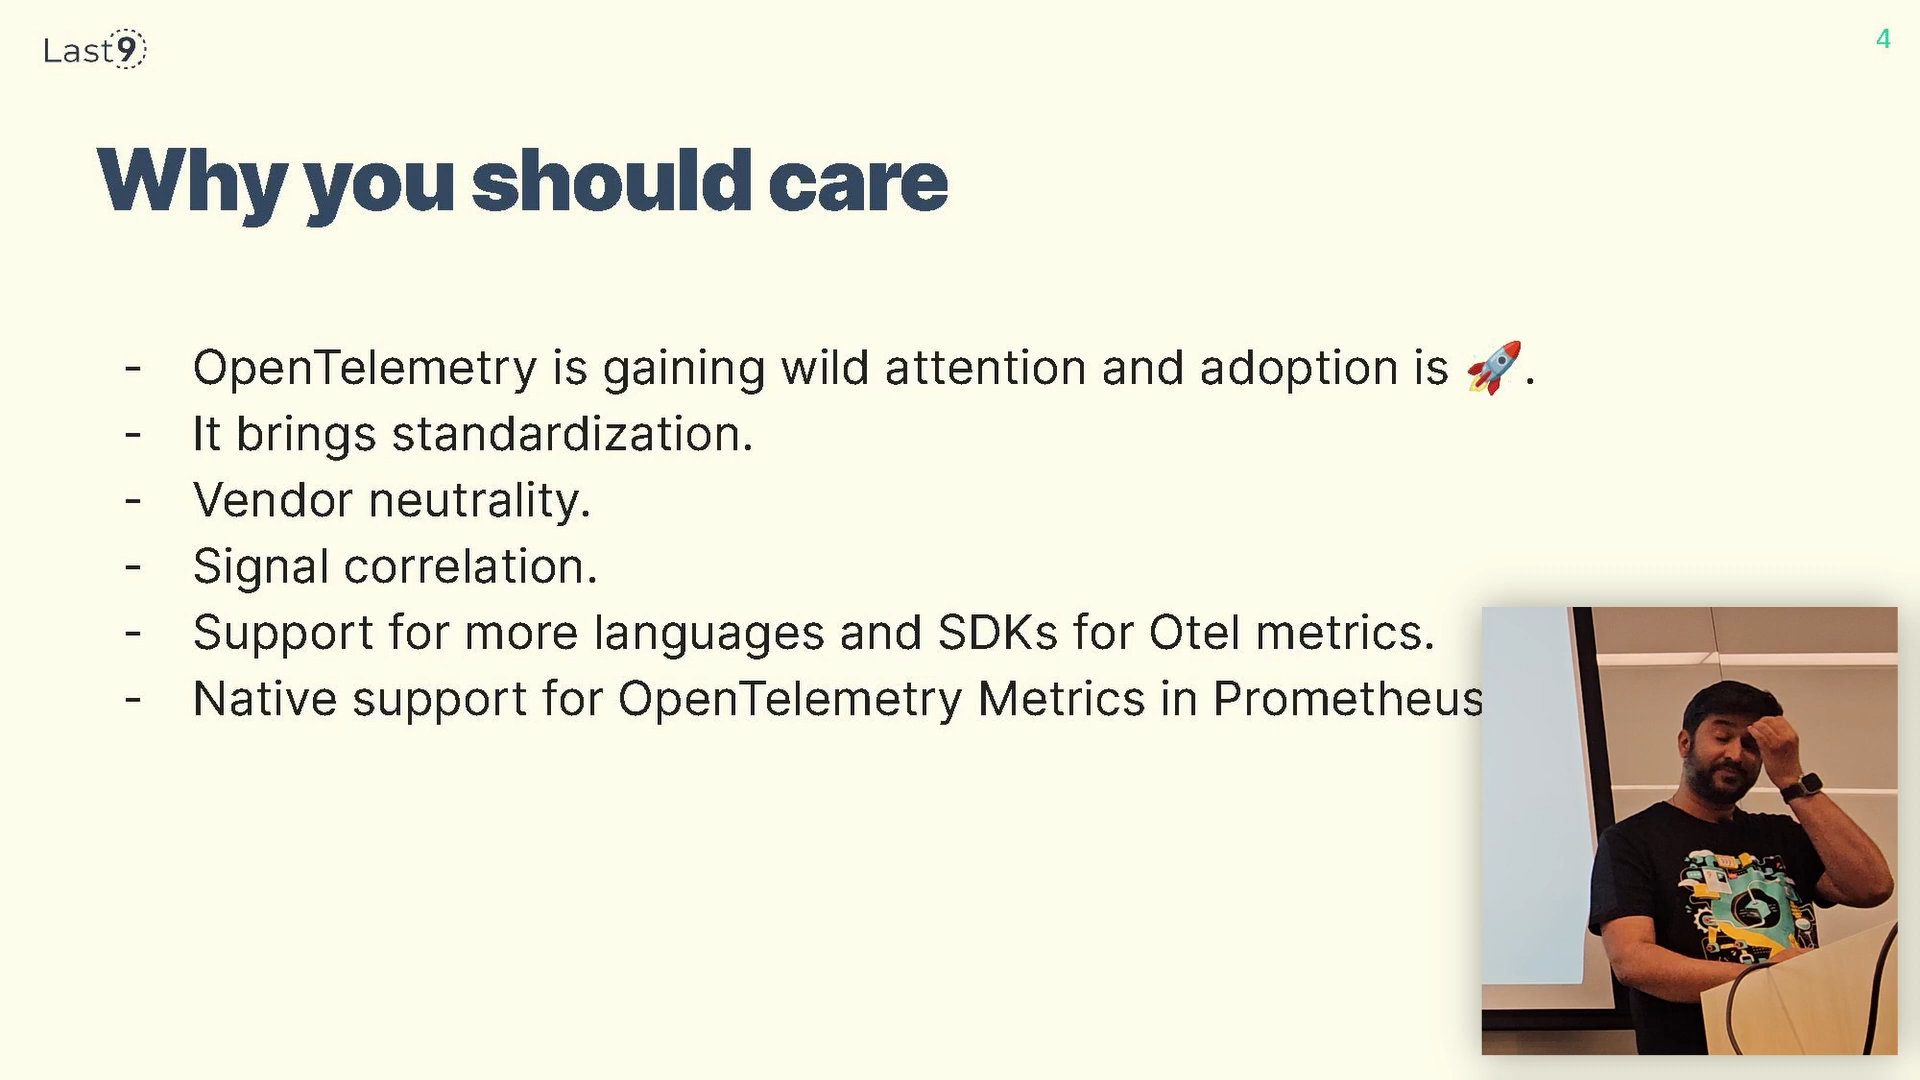 Last9
4
Why you should care
- OpenTelemetry is gaining wild attention and adoption is 🚀.
- It brings standardization.
- Vendor neutrality.
- Signal correlation.
- Support for more languages and SDKs for Otel metrics.
- Native support for OpenTelemetry Metrics in Prometheus